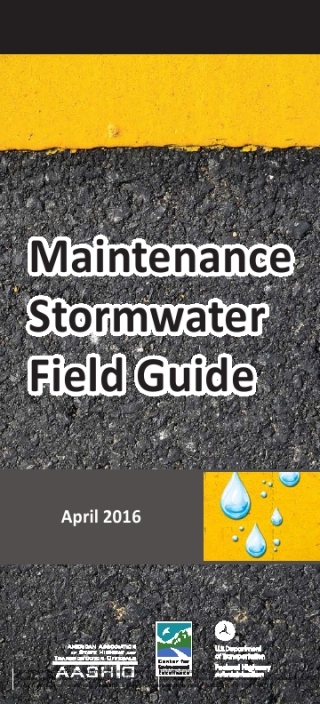 Maintenance
Stormwater
Field Guide
April 2016
American Association
of State Highway and
Transportation Officials
AASHTO
Center for
Environmental
Excellence
U.S. Department
of Transportation
Federal Highway
Administration